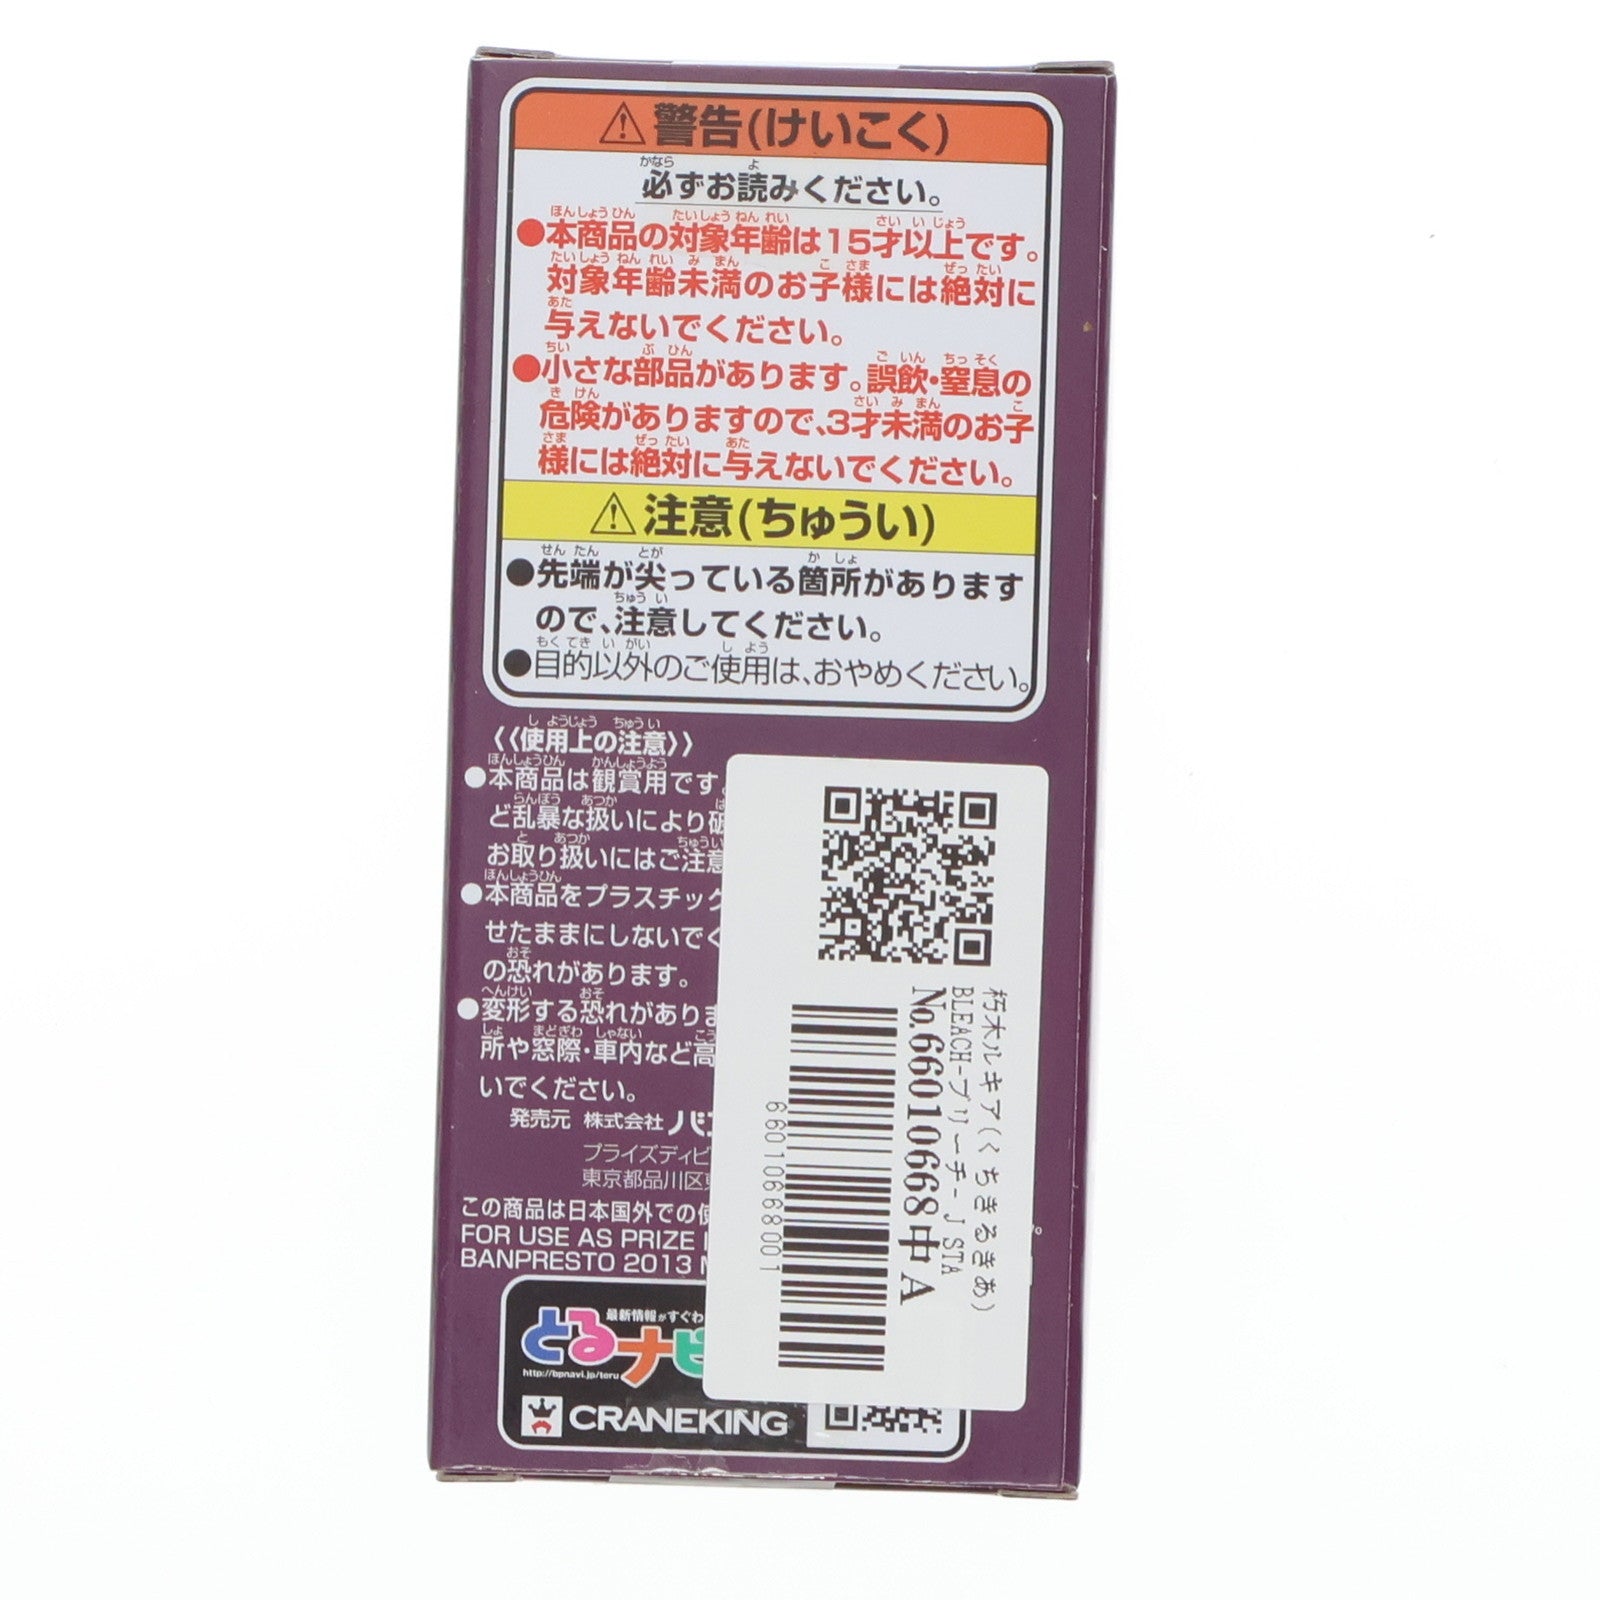 警告(けいこく)
必ずお読みください。
●本商品の対象年齢は15才以上です。
対象年齢未満のお子様には絶対に
与えないでください。
●小さな部品があります。誤飲・窒息の
危険がありますので、3才未満のお子
様には絶対に与えないでください。
注意(ちゅうい)
●先端が尖っている箇所があります
ので、注意してください。
●目的以外のご使用は、おやめください。
《使用上の注意》
●本商品は観賞用です。
ど乱暴な扱いにより破
お取り扱いにはご注意
●本商品をプラスチック
せたままにしないでく
の恐れがあります。
●変形する恐れがありま
所や窓際・車内など高
いでください。
発売元 株式会社バン
プライズディビ
東京都品川区東
この商品は日本国外での使
FOR USE AS PRIZE
BANPRESTO 2013
最新情報がすぐわ
とるナビ
http://bpnavi.jp/toru
CRANEKING
朽木ルキア(くちきるきあ)
BLEACH-ブリーチ- J STA
No.66010668中A
66010668001